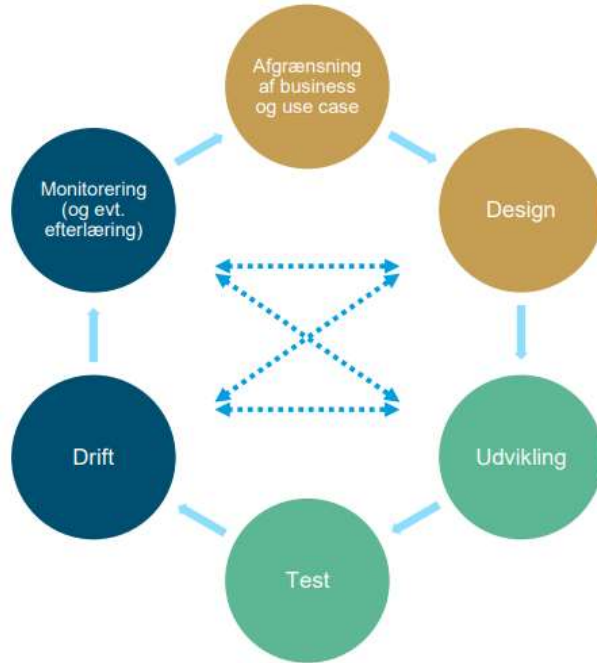 Afgrænsning
af business
og use case
Design
Udvikling
Test
Drift
Monitorering
(og evt.
efterlæring)